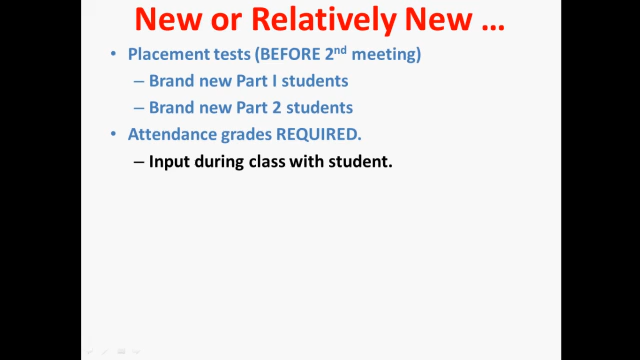 New or Relatively New …
• Placement tests (BEFORE 2nd meeting)
– Brand new Part I students
– Brand new Part 2 students
• Attendance grades REQUIRED.
– Input during class with student.